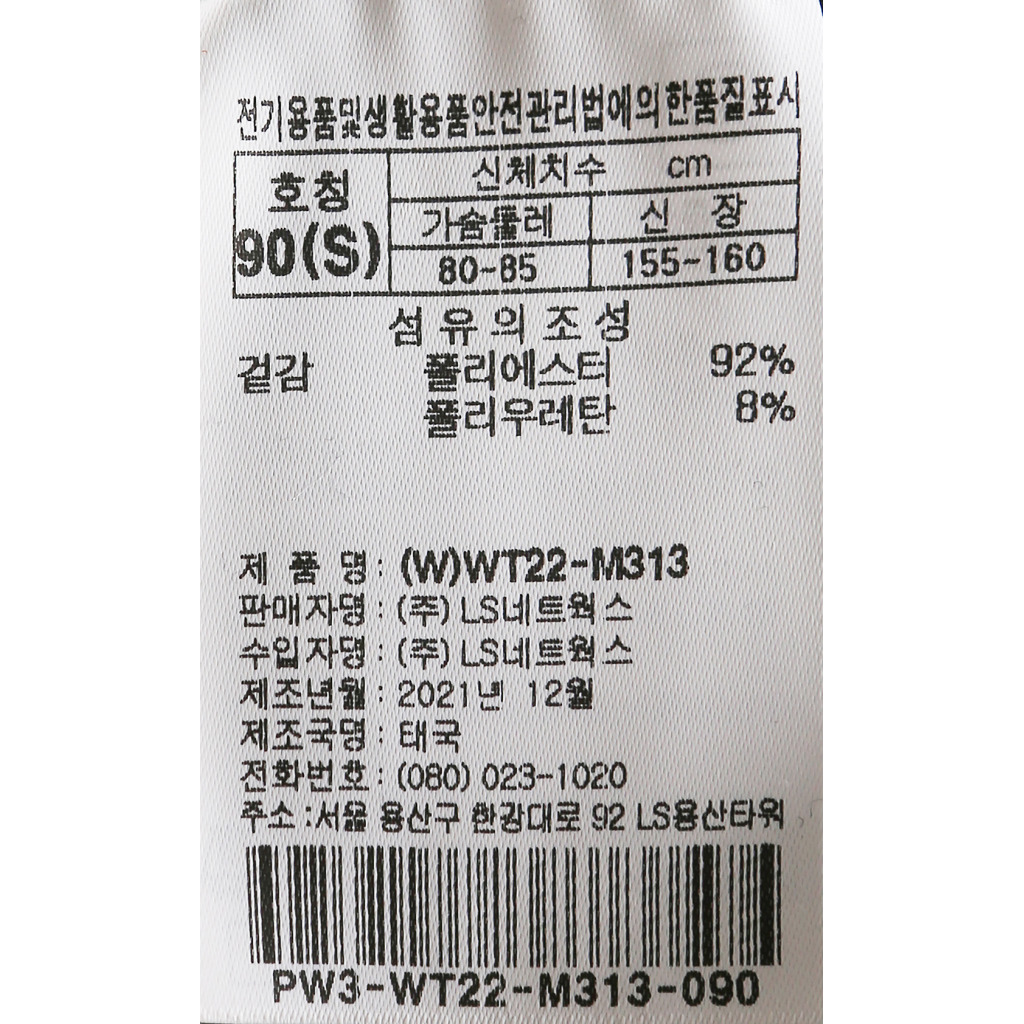 전기용품및생활용품안전관리법에의한품질표시
호칭 신체치수 cm
90(S) 가슴둘레 신 장
80-85 155-160
섬 유 의 조 성
겉감 폴리에스터 92%
폴리우레탄 8%
제 품 명 : (W)WT22-M313
판매자명 : (주) LS네트웍스
수입자명 : (주) LS네트웍스
제조년월 : 2021년 12월
제조국명 : 태국
전화번호 : (080) 023-1020
주소 :서울 용산구 한강대로 92 LS용산타워
PW3-WT22-M313-090